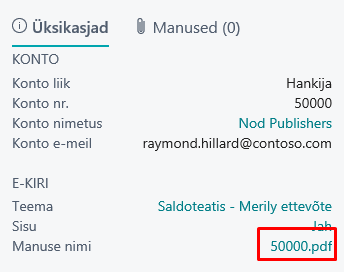 Üksikasjad Manused (0)
KONTO
Konto liik Hankija
Konto nr. 50000
Konto nimetus Nod Publishers
Konto e-meil raymond.hillard@contoso.com
E-KIRI
Teema Saldoteatis - Merily ettevõte
Sisu Jah
Manuse nimi 50000.pdf